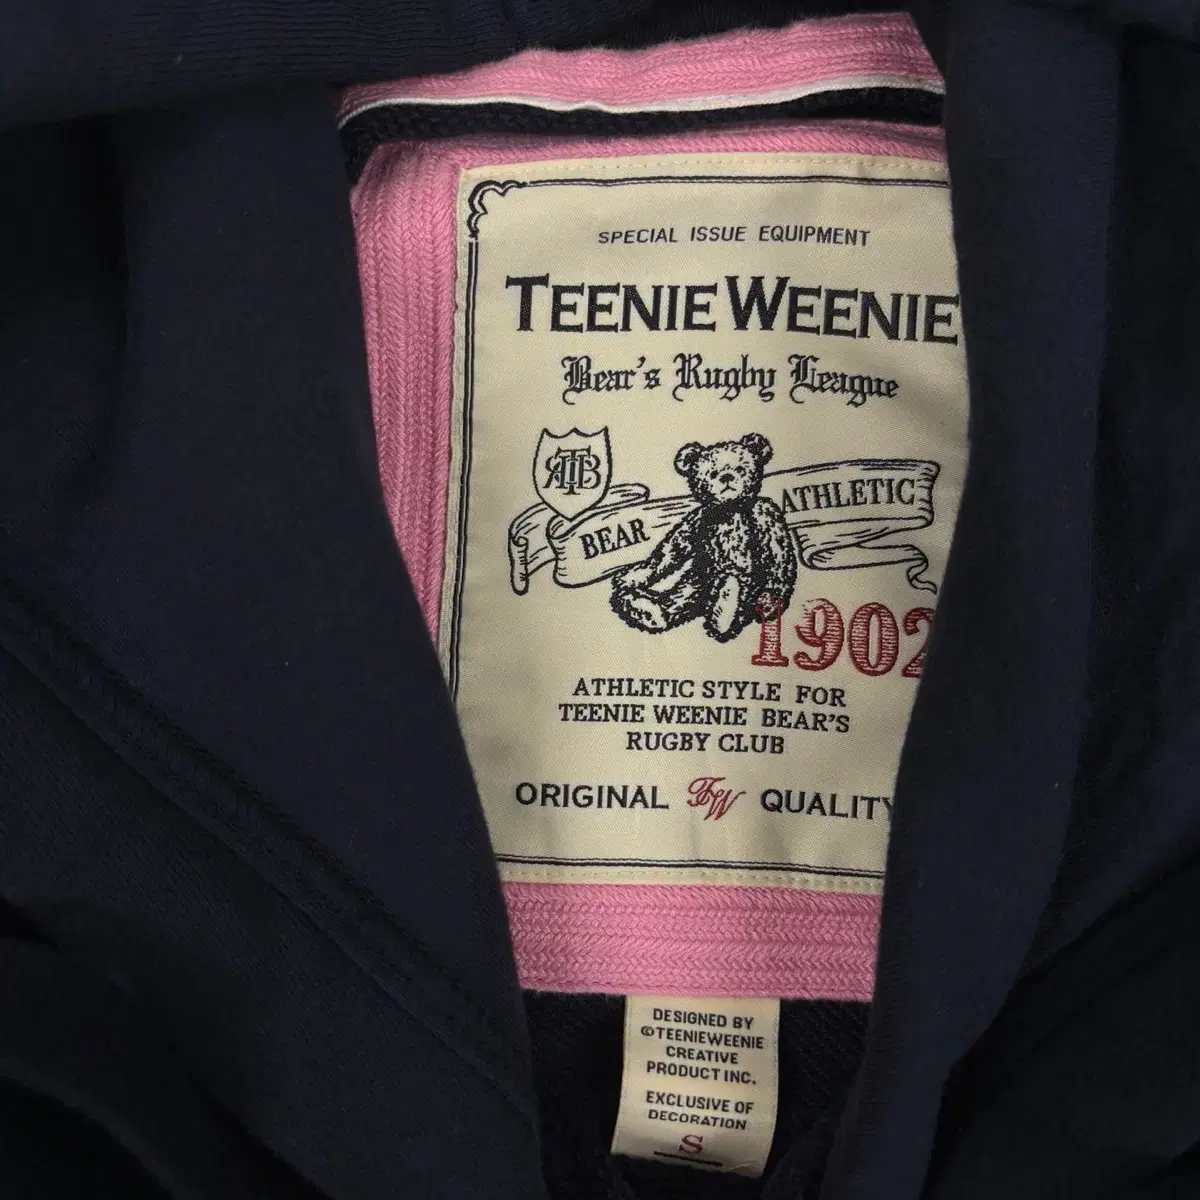 SPECIAL ISSUE EQUIPMENT
TEENIE WEENIE
Bear's Rugby League
RTB
BEAR
ATHLETIC
1902
ATHLETIC STYLE FOR
TEENIE WEENIE BEAR'S
RUGBY CLUB
ORIGINAL TW QUALITY
DESIGNED BY
©TEENIEWEENIE
CREATIVE
PRODUCT INC.
EXCLUSIVE OF
DECORATION
S